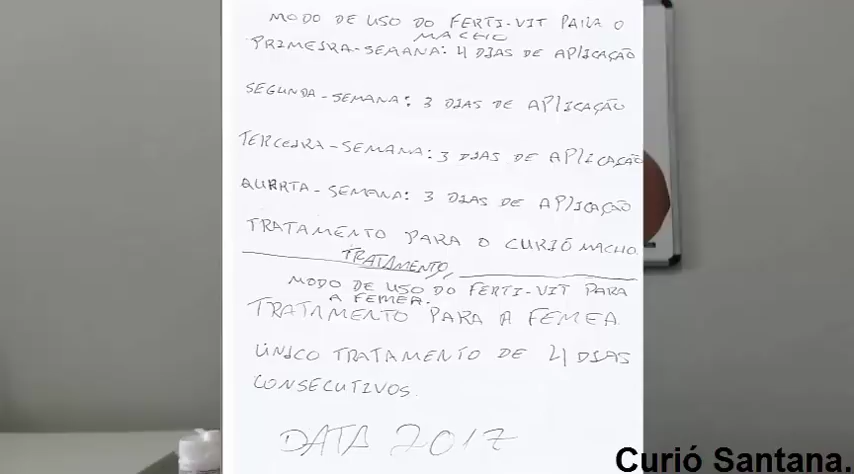 MODO DE USO DO FERTI-VIT PARA O
MACHO
PRIMEIRA-SEMANA: 4 DIAS DE APLICAÇÃO
SEGUNDA-SEMANA: 3 DIAS DE APLICAÇÃO
TERCEIRA-SEMANA: 3 DIAS DE APLICAÇÃO
QUARTA-SEMANA: 3 DIAS DE APLICAÇÃO
TRATAMENTO PARA O CURIÓ MACHO.
TRATAMENTO,
MODO DE USO DO FERTI-VIT PARA
A FEMEA.
TRATAMENTO PARA A FEMEA.
ÚNICO TRATAMENTO DE 4 DIAS
CONSECUTIVOS.
DATA 2017
Curió Santana.